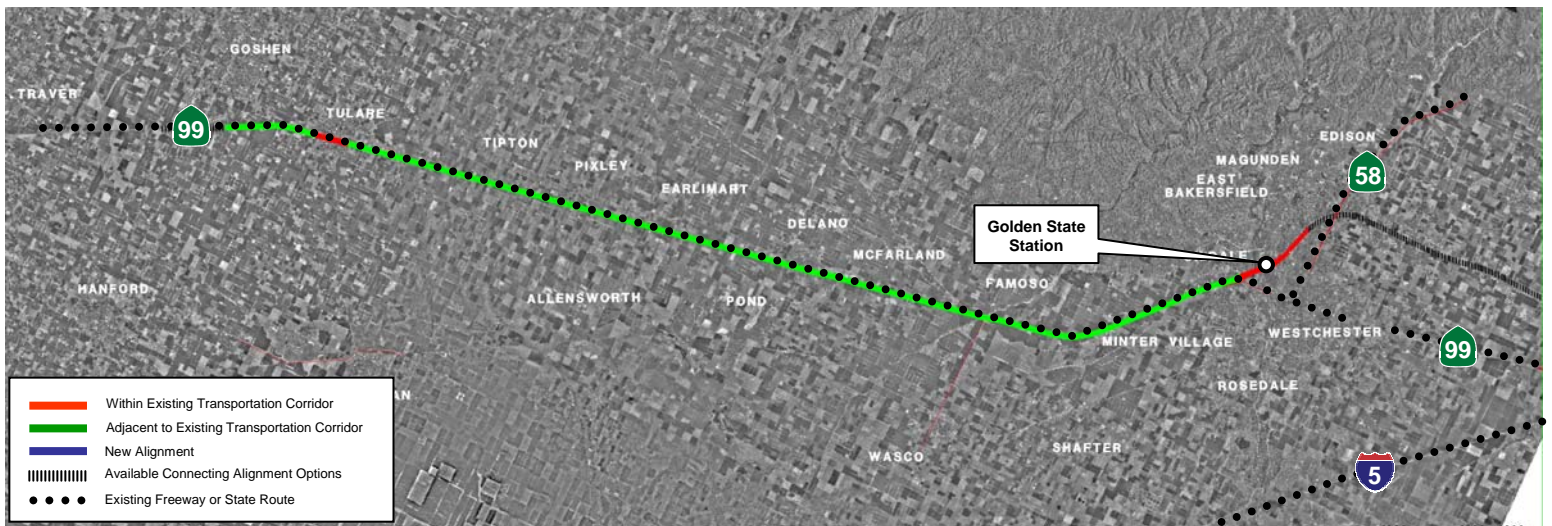 GOSHEN
TRAVER
99
TULARE
TIPTON
PIXLEY
EARLIMART
DELANO
MCFARLAND
FAMOSO
EDISON
MAGUNDEN
EAST
BAKERSFIELD
58
Golden State
Station
HANFORD
ALLENSWORTH
POND
MINTER VILLAGE
WESTCHESTER
99
ROSEDALE
SHAFTER
WASCO
5
Within Existing Transportation Corridor
Adjacent to Existing Transportation Corridor
New Alignment
Available Connecting Alignment Options
Existing Freeway or State Route